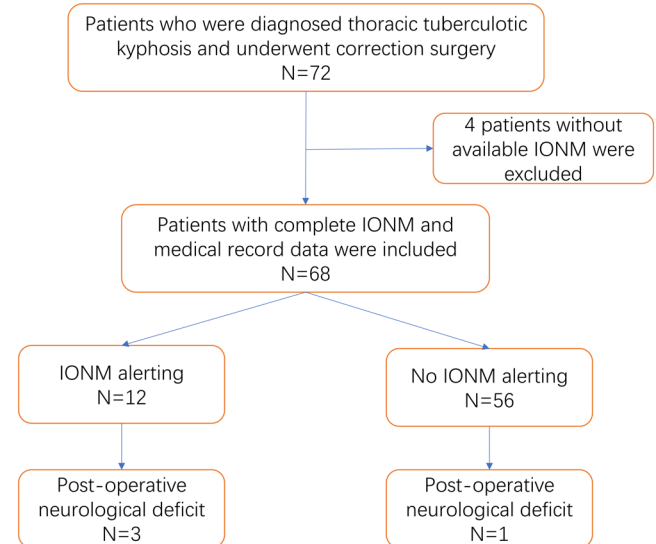 Patients who were diagnosed thoracic tuberculotic
kyphosis and underwent correction surgery
N=72
4 patients without
available IONM were
excluded
Patients with complete IONM and
medical record data were included
N=68
IONM alerting
N=12
No IONM alerting
N=56
Post-operative
neurological deficit
N=3
Post-operative
neurological deficit
N=1